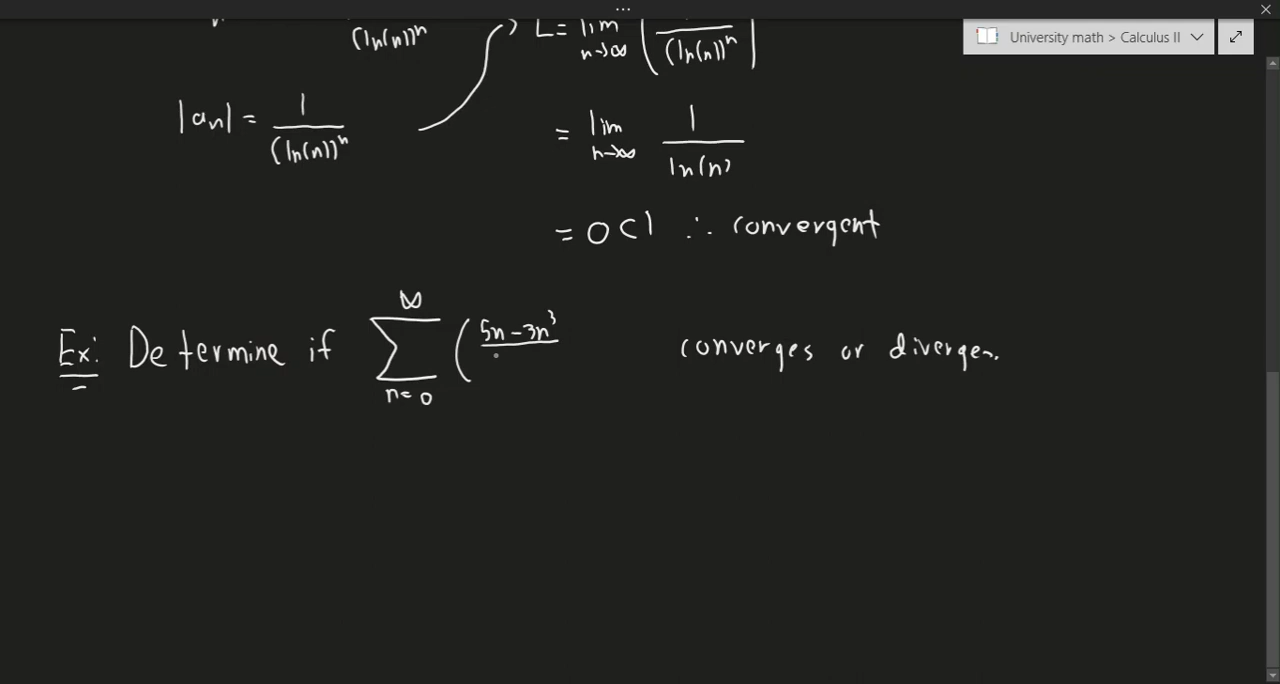 ...
University math > Calculus II
(ln(n))^n L = lim n→∞ ( / (ln(n))^n )
|a_n| = 1 / (ln(n))^n = lim n→∞ 1 / ln(n)
= 0 < 1 ∴ convergent
Ex: Determine if ∑ n=0 ∞ ( 5n - 3n^3 / converges or diverges.